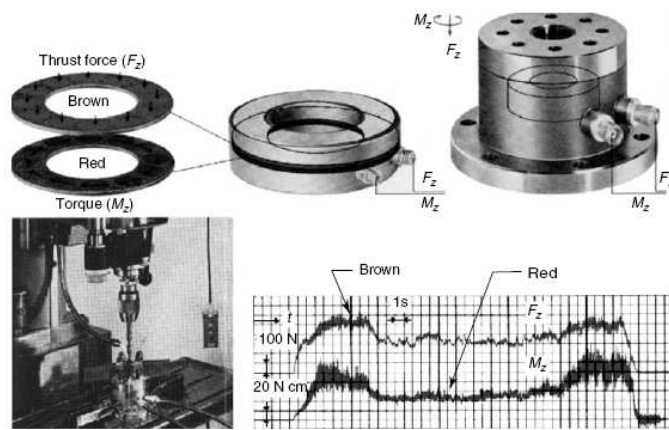 Thrust force (Fz)
Brown
Red
Torque (Mz)
Fz
Mz
Mz
Fz
Fz
Mz
Brown
Red
1s
t
Fz
100 N
Mz
20 N cm